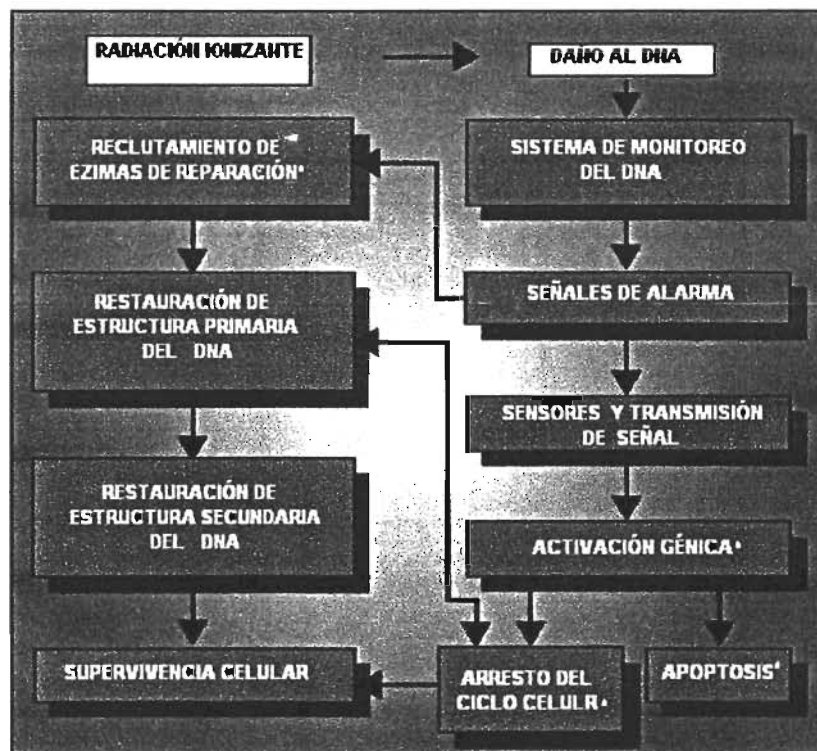 RADIACIÓN IONIZANTE
DAÑO AL DNA
RECLUTAMIENTO DE
EZIMAS DE REPARACIÓN*
SISTEMA DE MONITOREO
DEL DNA
RESTAURACIÓN DE
ESTRUCTURA PRIMARIA
DEL DNA
SEÑALES DE ALARMA
SENSORES Y TRANSMISIÓN
DE SEÑAL
RESTAURACIÓN DE
ESTRUCTURA SECUNDARIA
DEL DNA
ACTIVACIÓN GÉNICA*
SUPERVIVENCIA CELULAR
ARRESTO DEL
CICLO CELULR*
APOPTOSIS*